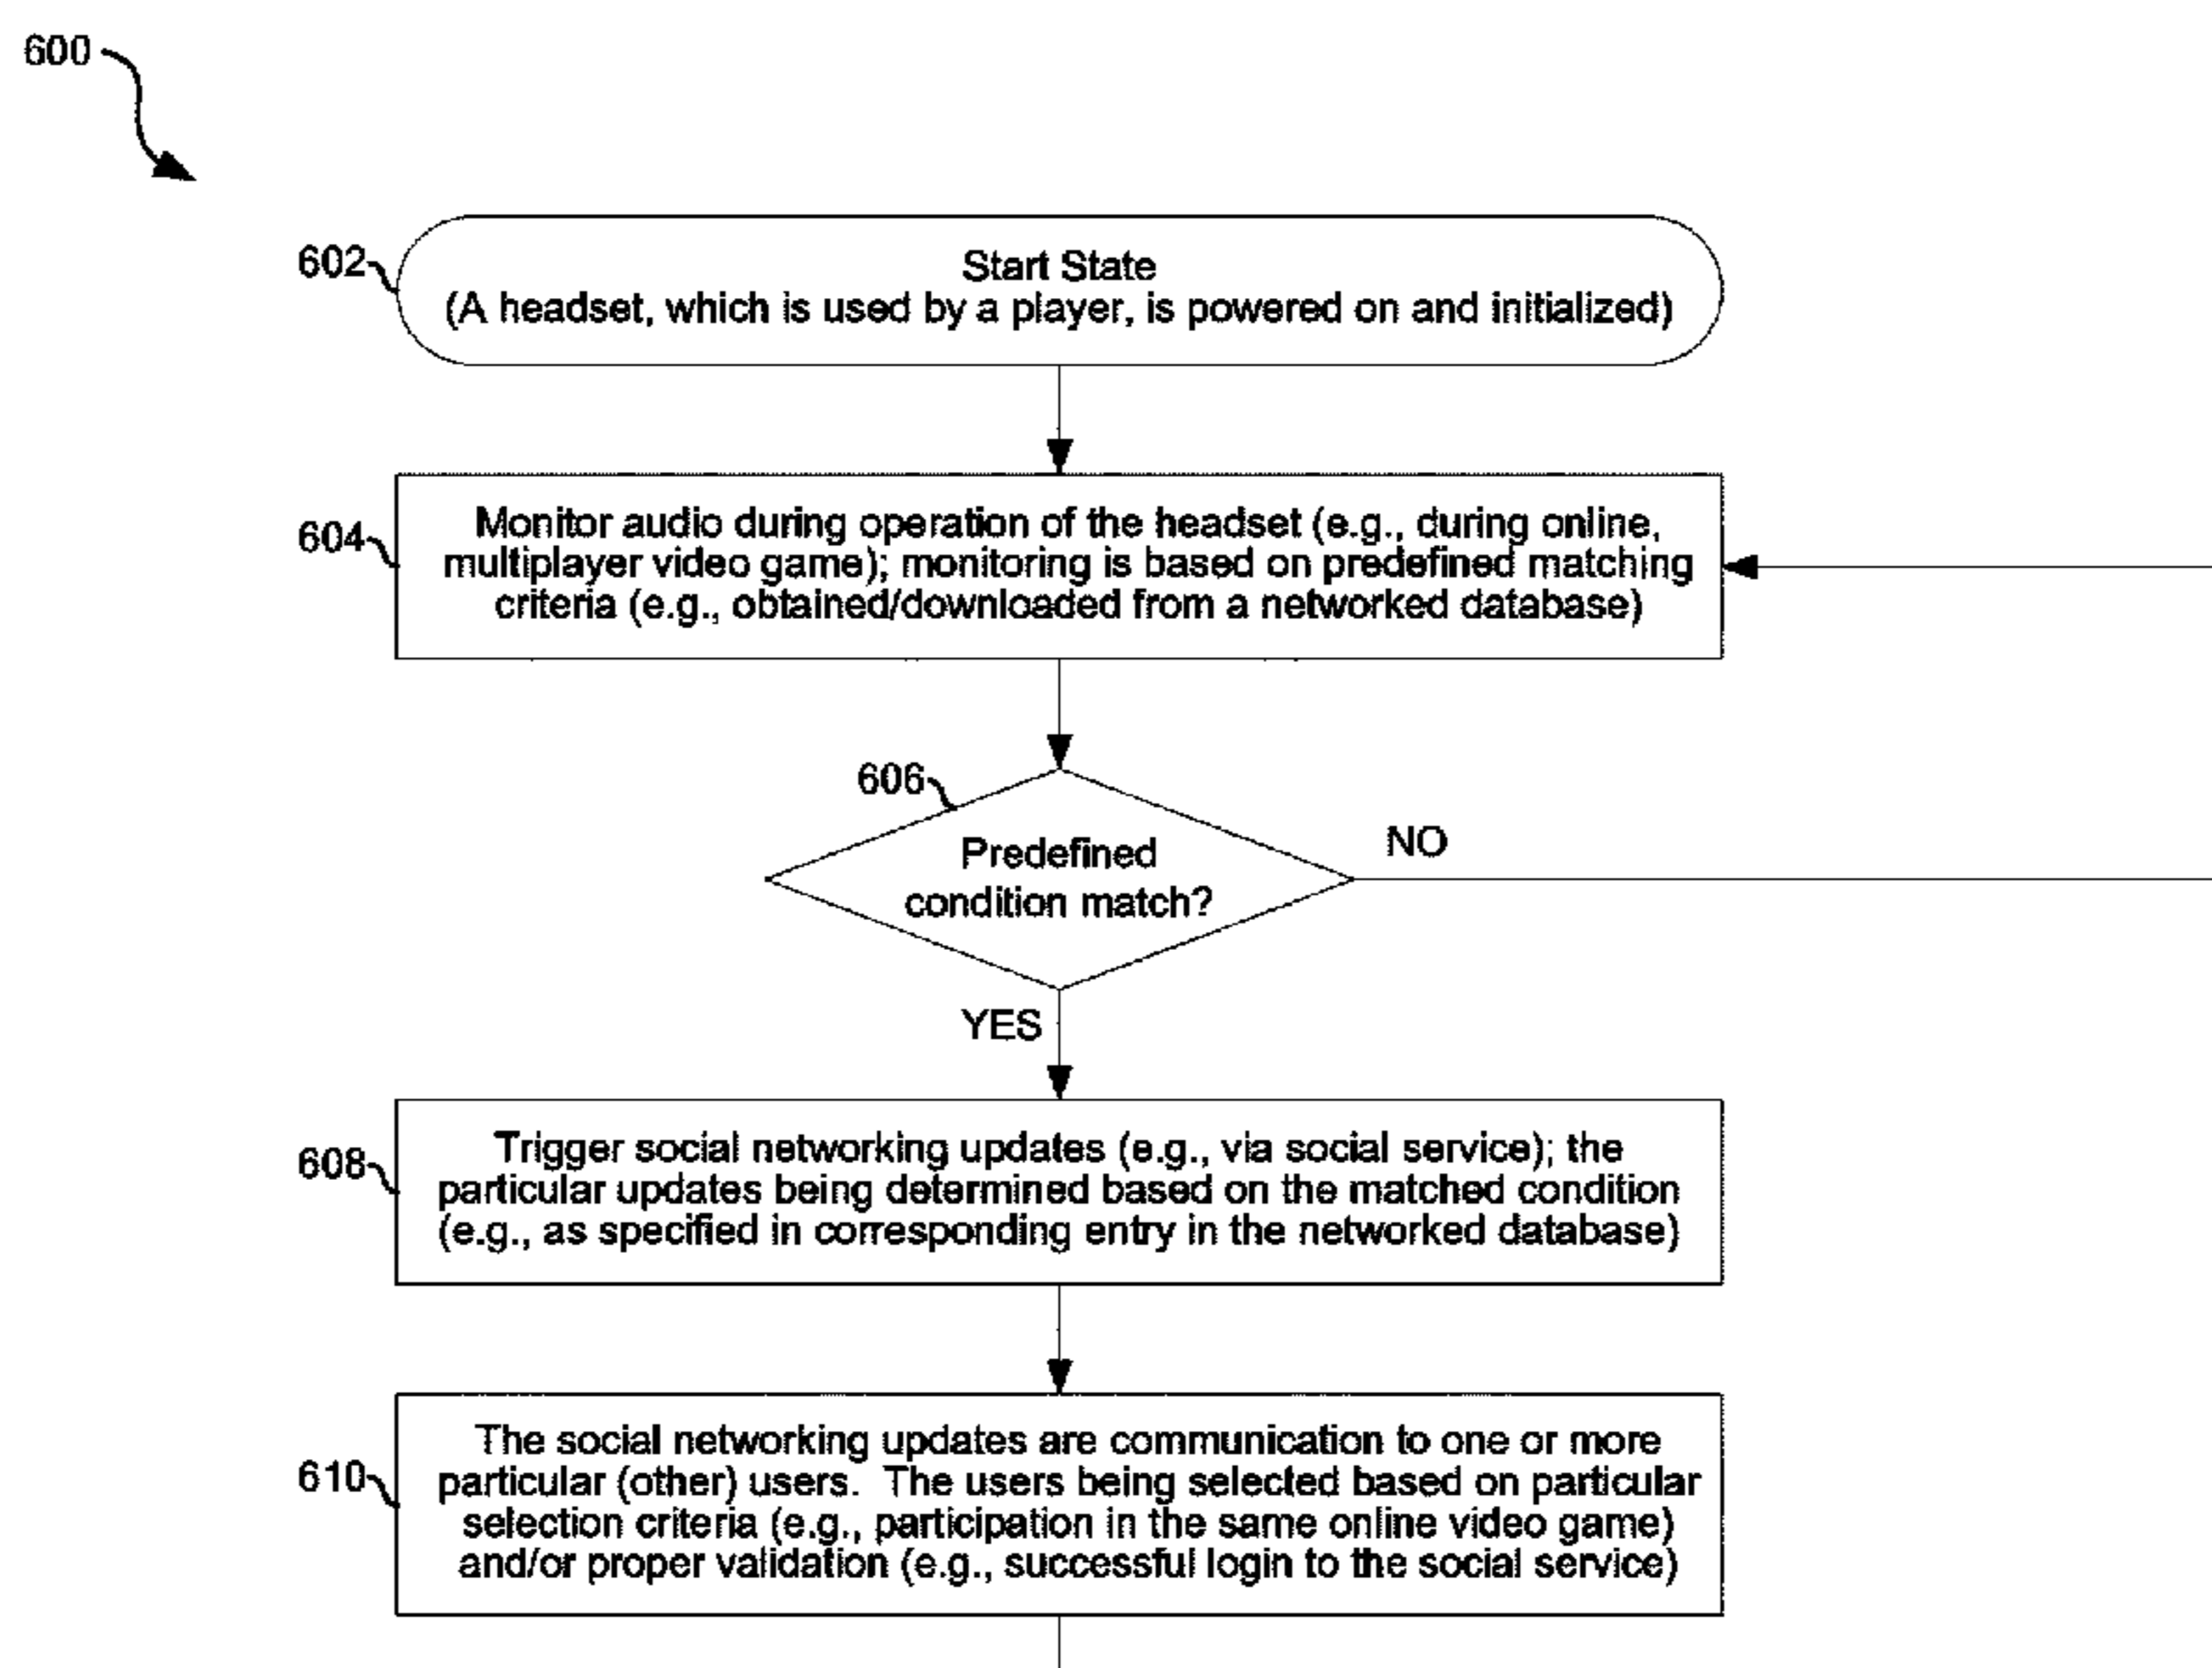 600
602
Start State
(A headset, which is used by a player, is powered on and initialized)
604
Monitor audio during operation of the headset (e.g., during online,
multiplayer video game); monitoring is based on predefined matching
criteria (e.g., obtained/downloaded from a networked database)
606
Predefined
condition match?
NO
YES
608
Trigger social networking updates (e.g., via social service); the
particular updates being determined based on the matched condition
(e.g., as specified in corresponding entry in the networked database)
610
The social networking updates are communication to one or more
particular (other) users. The users being selected based on particular
selection criteria (e.g., participation in the same online video game)
and/or proper validation (e.g., successful login to the social service)